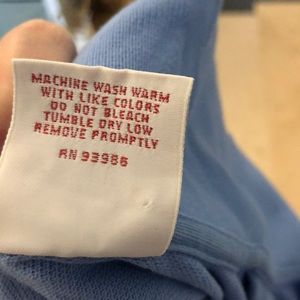 MACHINE WASH WARM
WITH LIKE COLORS
DO NOT BLEACH
TUMBLE DRY LOW
REMOVE PROMPTLY
RN 93986